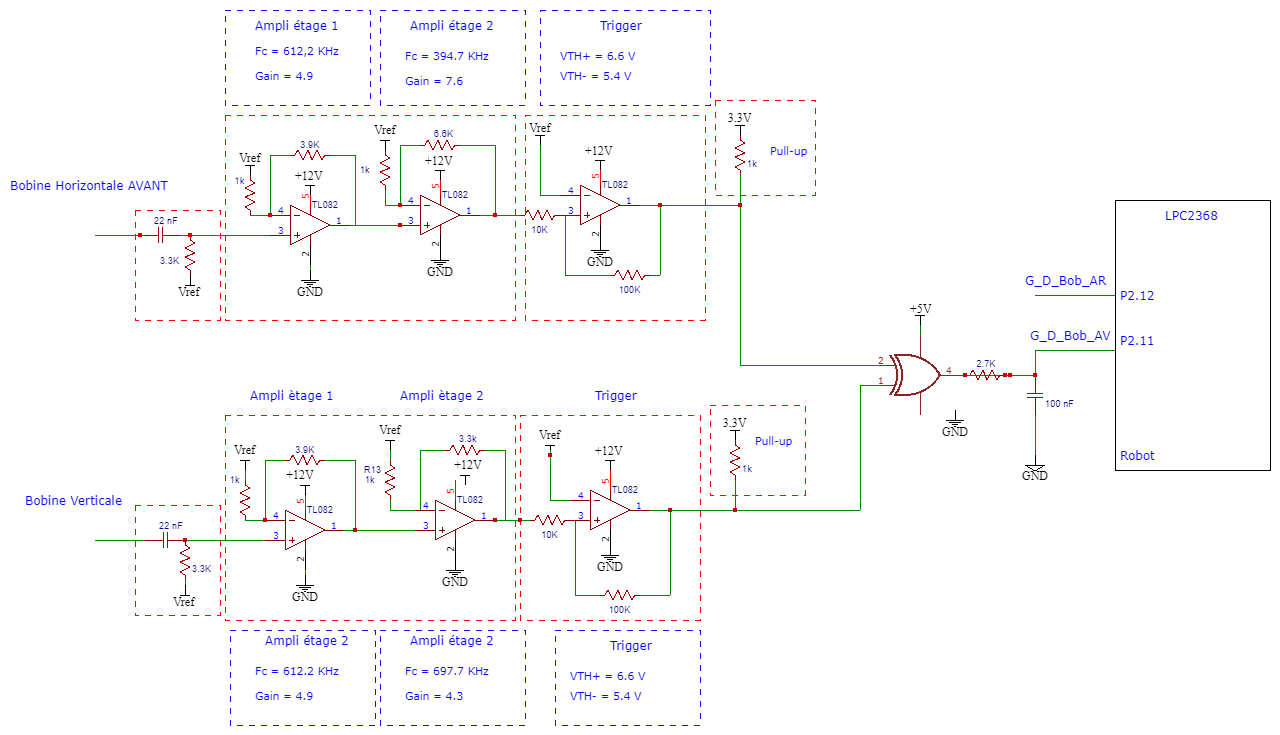 Ampli étage 1
Fc = 612,2 KHz
Gain = 4.9
Ampli étage 2
Fc = 394.7 KHz
Gain = 7.6
Trigger
VTH+ = 6.6 V
VTH- = 5.4 V
3.3V
1k
Pull-up
Bobine Horizontale AVANT
22 nF
3.3K
Vref
Vref
1k
3.9K
+12V
TL082
5
4
3
1
2
GND
Vref
1k
6.6K
+12V
TL082
5
4
3
1
2
GND
Vref
10K
+12V
TL082
5
4
3
1
2
GND
100K
LPC2368
G_D_Bob_AR
P2.12
G_D_Bob_AV
P2.11
Robot
+5V
2
1
4
2.7K
100 nF
GND
GND
Ampli ètage 1
Ampli ètage 2
Trigger
3.3V
1k
Pull-up
Bobine Verticale
22 nF
3.3K
Vref
Vref
1k
3.9K
+12V
TL082
5
4
3
1
2
GND
Vref
R13
1k
3.3k
+12V
TL082
5
4
3
1
2
GND
Vref
10K
+12V
TL082
5
4
3
1
2
GND
100K
Ampli étage 2
Fc = 612.2 KHz
Gain = 4.9
Ampli étage 2
Fc = 697.7 KHz
Gain = 4.3
Trigger
VTH+ = 6.6 V
VTH- = 5.4 V